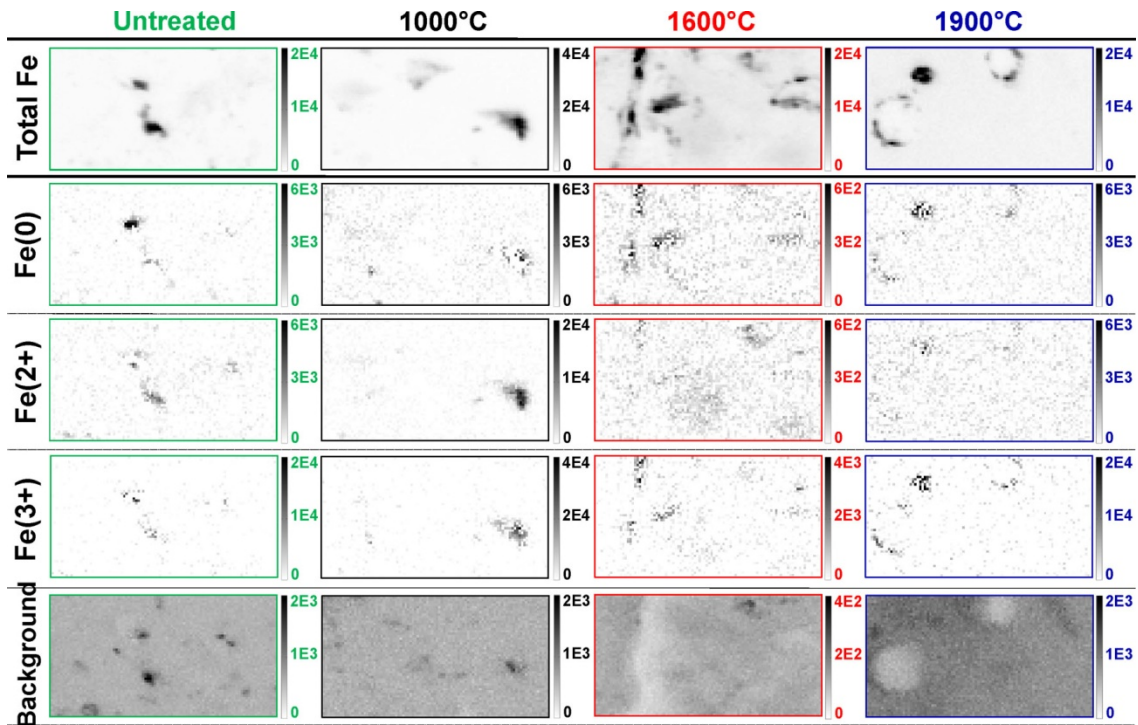 Untreated 1000°C 1600°C 1900°C
Total Fe 2E4 1E4 0 4E4 2E4 0 2E4 1E4 0 2E4 1E4 0
Fe(0) 6E3 3E3 0 6E3 3E3 0 6E2 3E2 0 6E3 3E3 0
Fe(2+) 6E3 3E3 0 2E4 1E4 0 6E2 3E2 0 6E3 3E3 0
Fe(3+) 2E4 1E4 0 4E4 2E4 0 4E3 2E3 0 2E4 1E4 0
Background 2E3 1E3 0 2E3 1E3 0 4E2 2E2 0 2E3 1E3 0